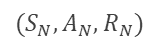 (S_N, A_N, R_N)